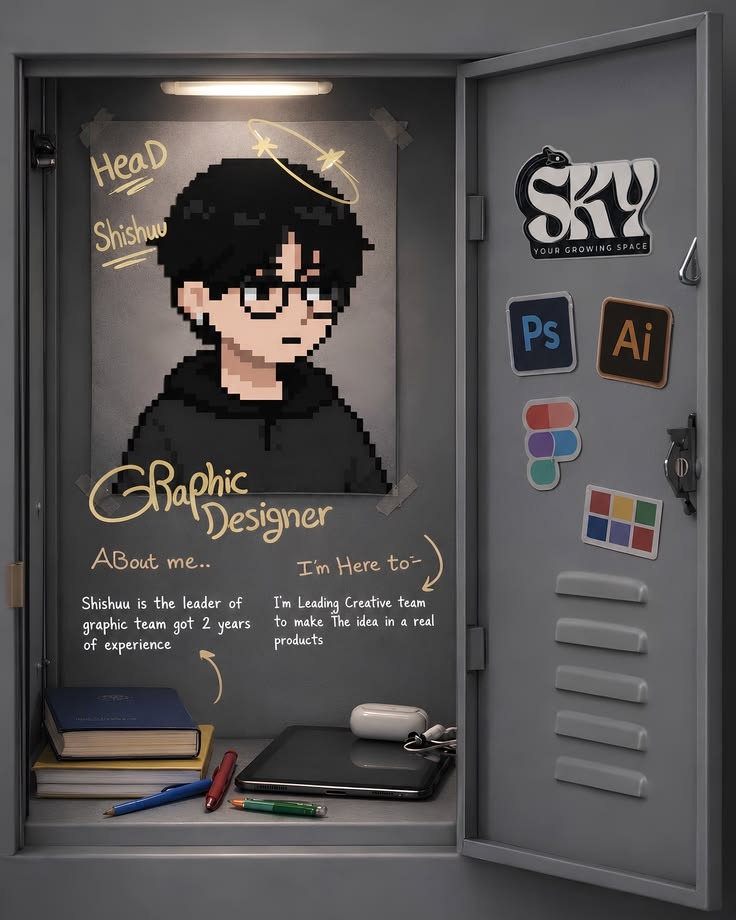 HeaD
Shishuu
GRaphic
Designer
ABout me..
Shishuu is the leader of
graphic team got 2 years
of experience
I'm Here to-
I'm Leading Creative team
to make The idea in a real
products
SKY
YOUR GROWING SPACE
Ps
Ai